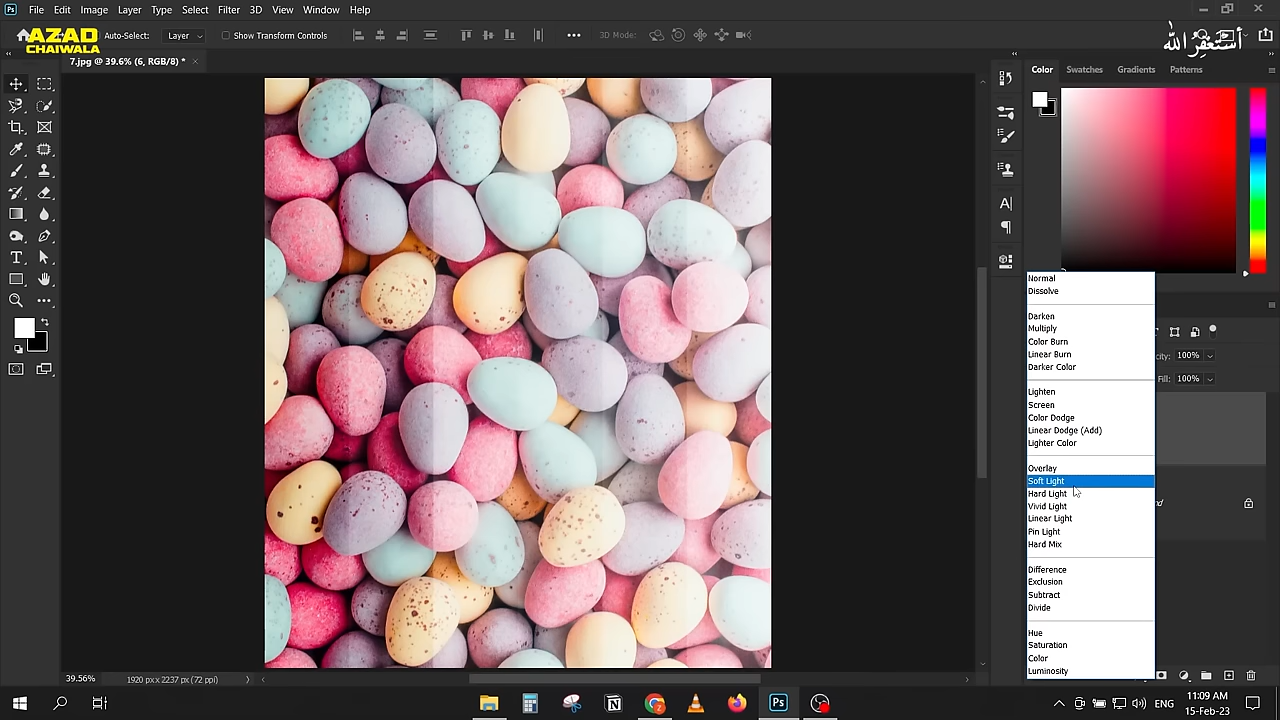 Ps File Edit Image Layer Type Select Filter 3D View Window Help
AZAD
CHAIWALA
Auto-Select: Layer Show Transform Controls 3D Mode:
أستغفر الله
7.jpg @ 39.6% (6, RGB/8) *
Color Swatches Gradients Patterns
Normal
Dissolve
Darken
Multiply
Color Burn
Linear Burn
Darker Color
Lighten
Screen
Color Dodge
Linear Dodge (Add)
Lighter Color
Overlay
Soft Light
Hard Light
Vivid Light
Linear Light
Pin Light
Hard Mix
Difference
Exclusion
Subtract
Divide
Hue
Saturation
Color
Luminosity
100%
Fill: 100%
39.56% 1920 px x 2237 px (72 ppi)
Ps
ENG
11:09 AM
15-Feb-23